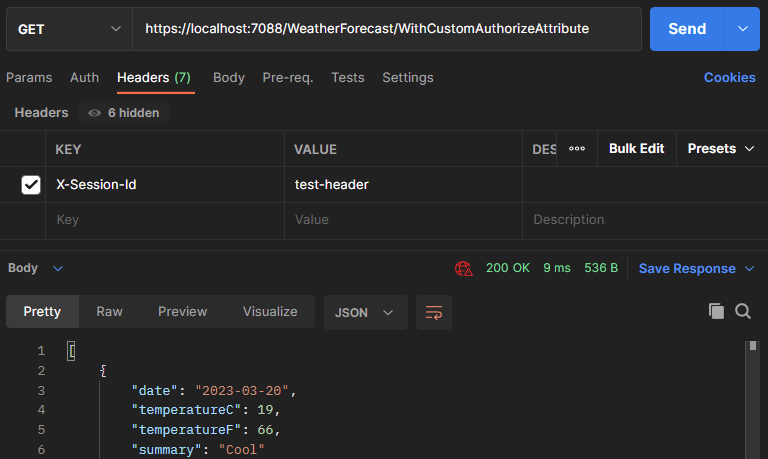 GET https://localhost:7088/WeatherForecast/WithCustomAuthorizeAttribute Send
Params Auth Headers (7) Body Pre-req. Tests Settings Cookies
Headers 6 hidden
KEY VALUE DES ooo Bulk Edit Presets
X-Session-Id test-header
Key Value Description
Body 200 OK 9 ms 536 B Save Response
Pretty Raw Preview Visualize JSON
1 [
2 {
3 "date": "2023-03-20",
4 "temperatureC": 19,
5 "temperatureF": 66,
6 "summary": "Cool"